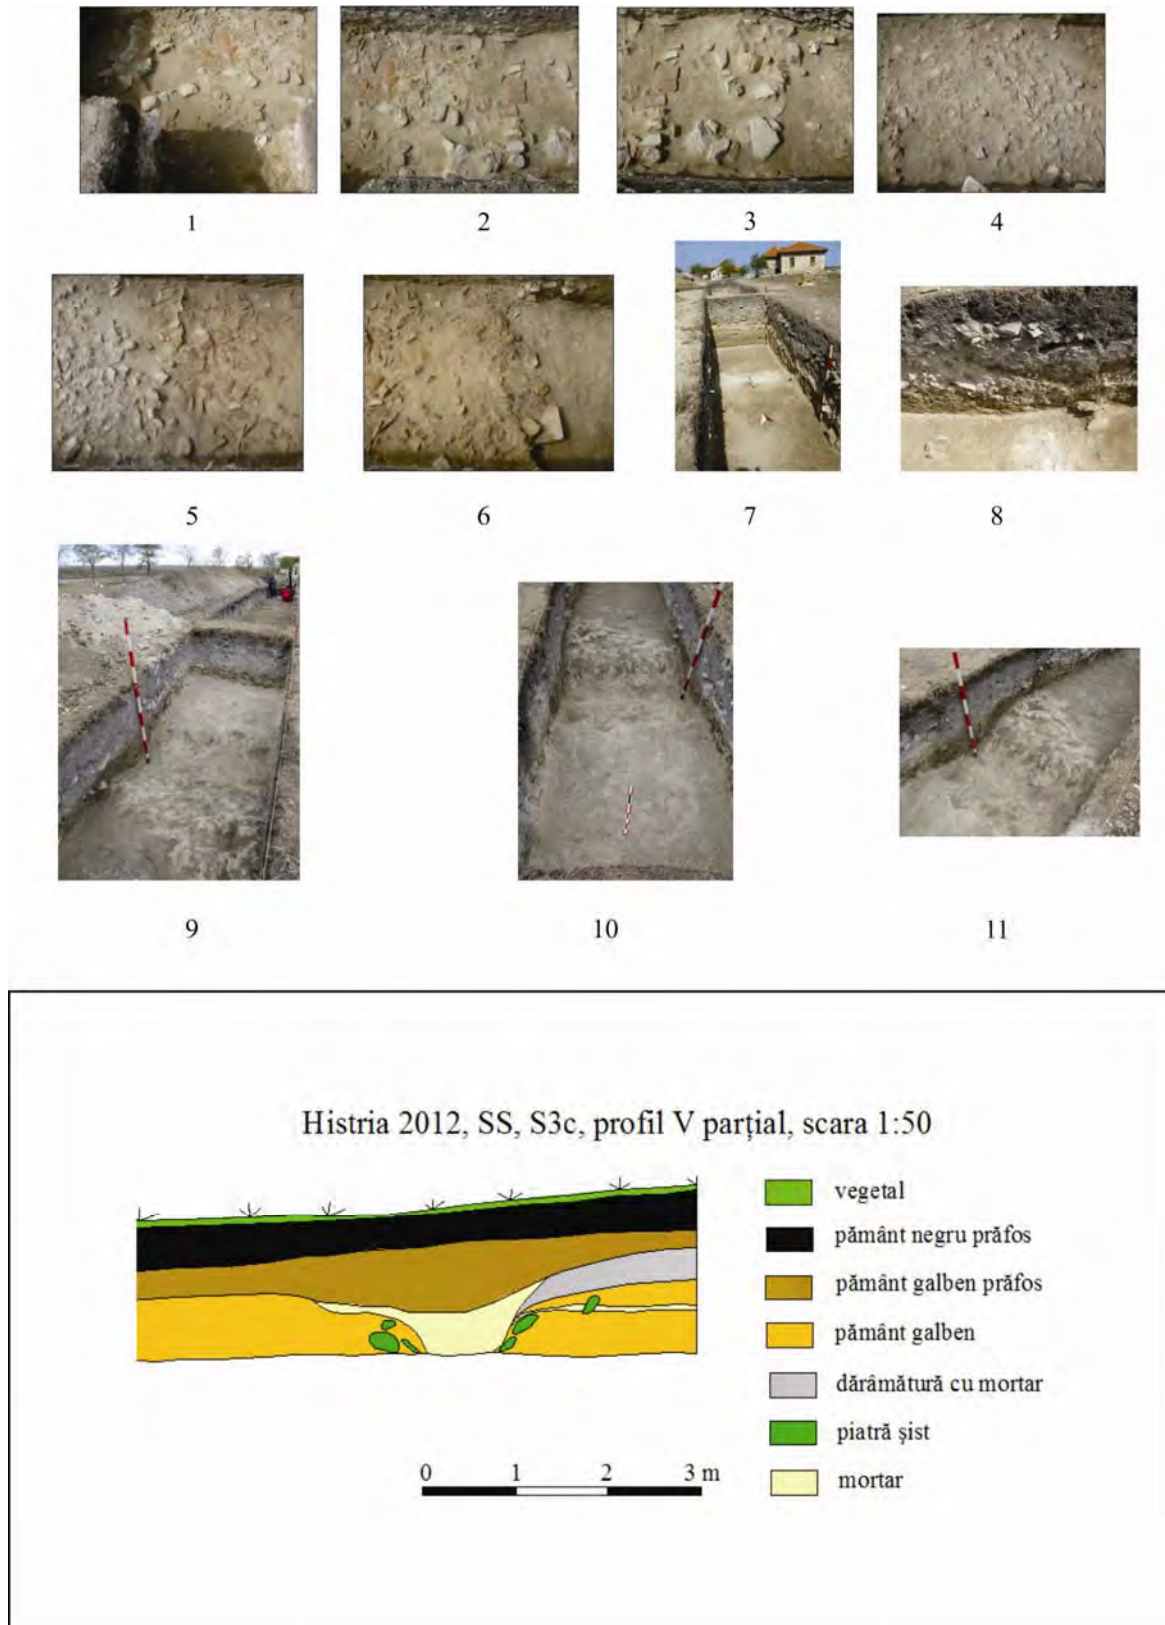 1 2 3 4
5 6 7 8
9 10 11
Histria 2012, SS, S3c, profil V parțial, scara 1:50
vegetal
pământ negru prăfos
pământ galben prăfos
pământ galben
dărâmătură cu mortar
piatră şist
mortar
0 1 2 3 m